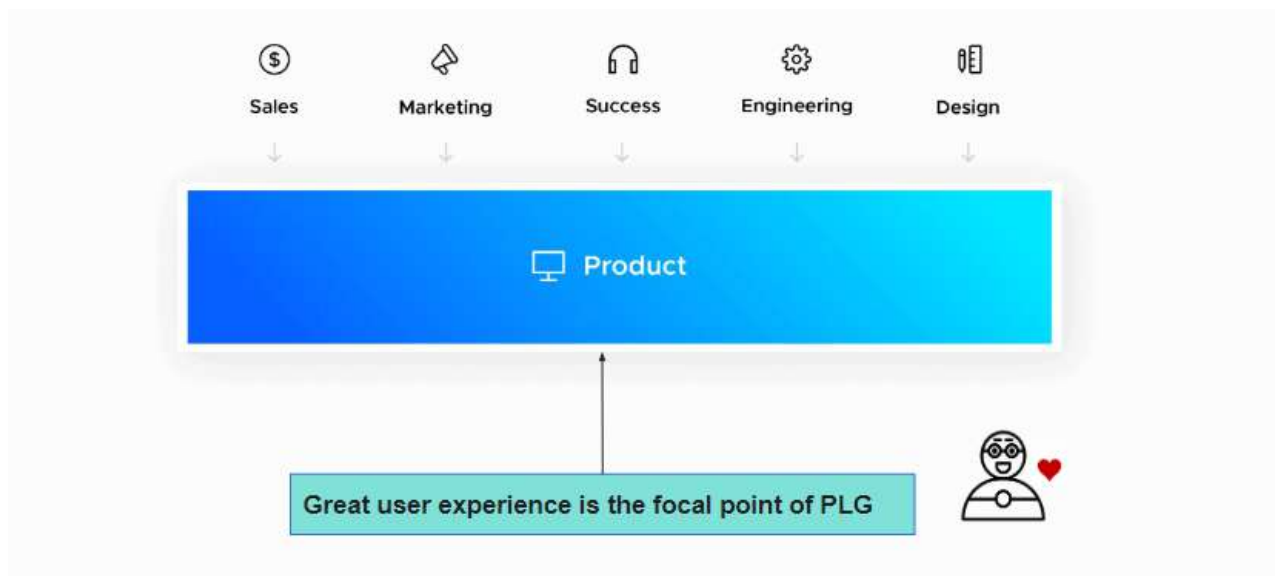 Sales Marketing Success Engineering Design
Product
Great user experience is the focal point of PLG